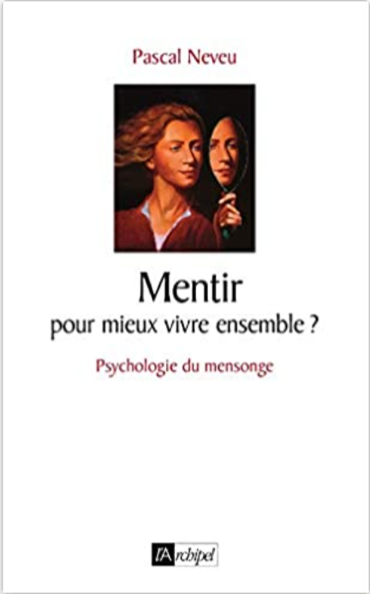 Pascal Neveu
Mentir
pour mieux vivre ensemble ?
Psychologie du mensonge
l'Archipel